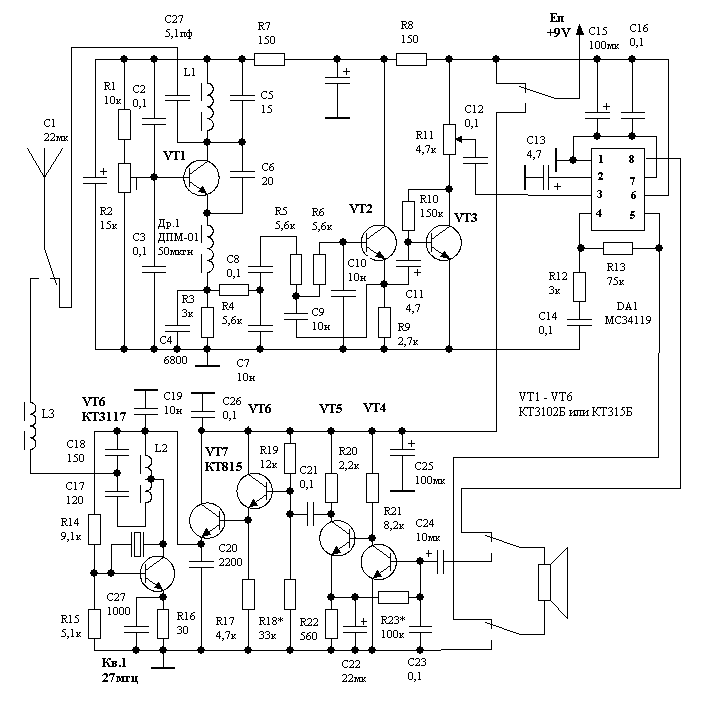 C27
5,1пф
R7
150
R8
150
Еп
+9V
C15
100мк
C16
0,1
L1
R1
10к
C2
0,1
C5
15
C12
0,1
C1
22мк
R11
4,7к
VT1
C13
4,7
1
2
3
4
8
7
6
5
C6
20
R2
15к
Др.1
ДПМ-01
50мктн
R5
5,6к
R6
5,6к
VT2
R10
150к
VT3
C3
0,1
C8
0,1
C10
10н
R12
3к
R13
75к
R3
3к
R4
5,6к
C9
10н
C11
4,7
DA1
MC34119
C4
6800
C7
10н
R9
2,7к
C14
0,1
VT1 - VT6
КТ3102Б или КТ315Б
VT6
КТ3117
C19
10н
C26
0,1
VT6
VT5
VT4
L3
C18
150
L2
VT7
КТ815
R19
12к
C21
0,1
R20
2,2к
C25
100мк
C17
120
R14
9,1к
R21
8,2к
C24
10мк
C20
2200
C27
1000
R16
30
R15
5,1к
R17
4,7к
R18*
33к
R22
560
R23*
100к
Кв.1
27мгц
C22
22мк
C23
0,1